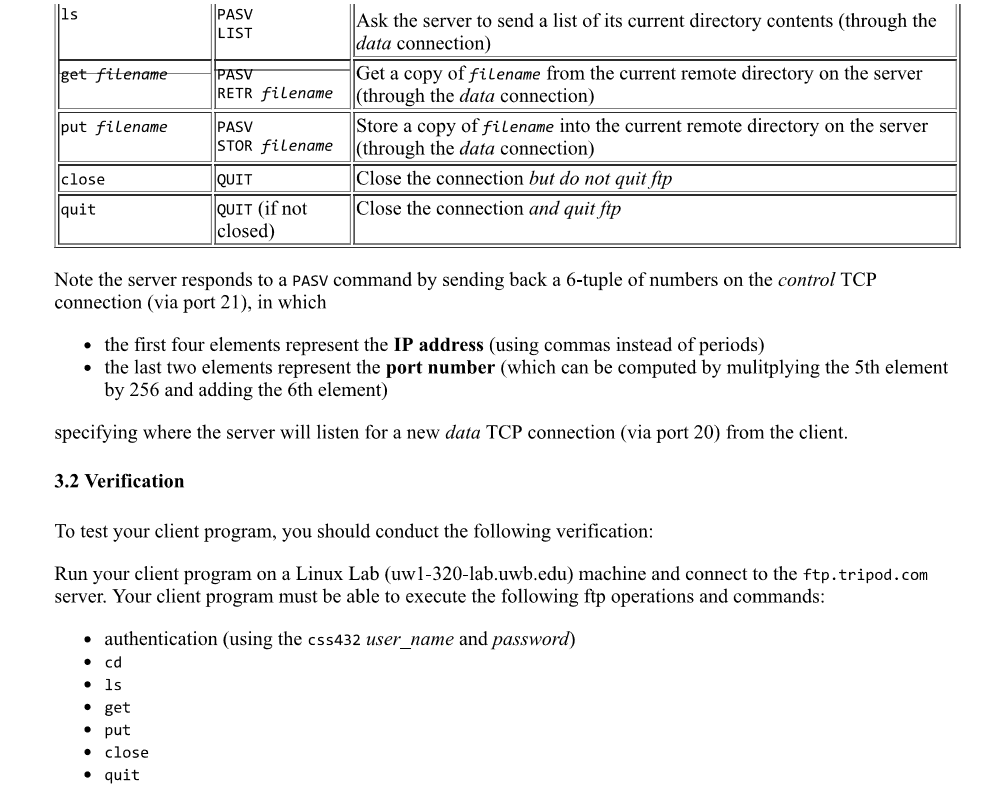 ls PASV Ask the server to send a list of its current directory contents (through the
LIST data connection)
get filename PASV Get a copy of filename from the current remote directory on the server
RETR filename (through the data connection)
put filename PASV Store a copy of filename into the current remote directory on the server
STOR filename (through the data connection)
close QUIT Close the connection but do not quit ftp
quit QUIT (if not Close the connection and quit ftp
closed)
Note the server responds to a PASV command by sending back a 6-tuple of numbers on the control TCP
connection (via port 21), in which
• the first four elements represent the IP address (using commas instead of periods)
• the last two elements represent the port number (which can be computed by mulitplying the 5th element
by 256 and adding the 6th element)
specifying where the server will listen for a new data TCP connection (via port 20) from the client.
3.2 Verification
To test your client program, you should conduct the following verification:
Run your client program on a Linux Lab (uw1-320-lab.uwb.edu) machine and connect to the ftp.tripod.com
server. Your client program must be able to execute the following ftp operations and commands:
• authentication (using the css432 user_name and password)
• cd
• ls
• get
• put
• close
• quit